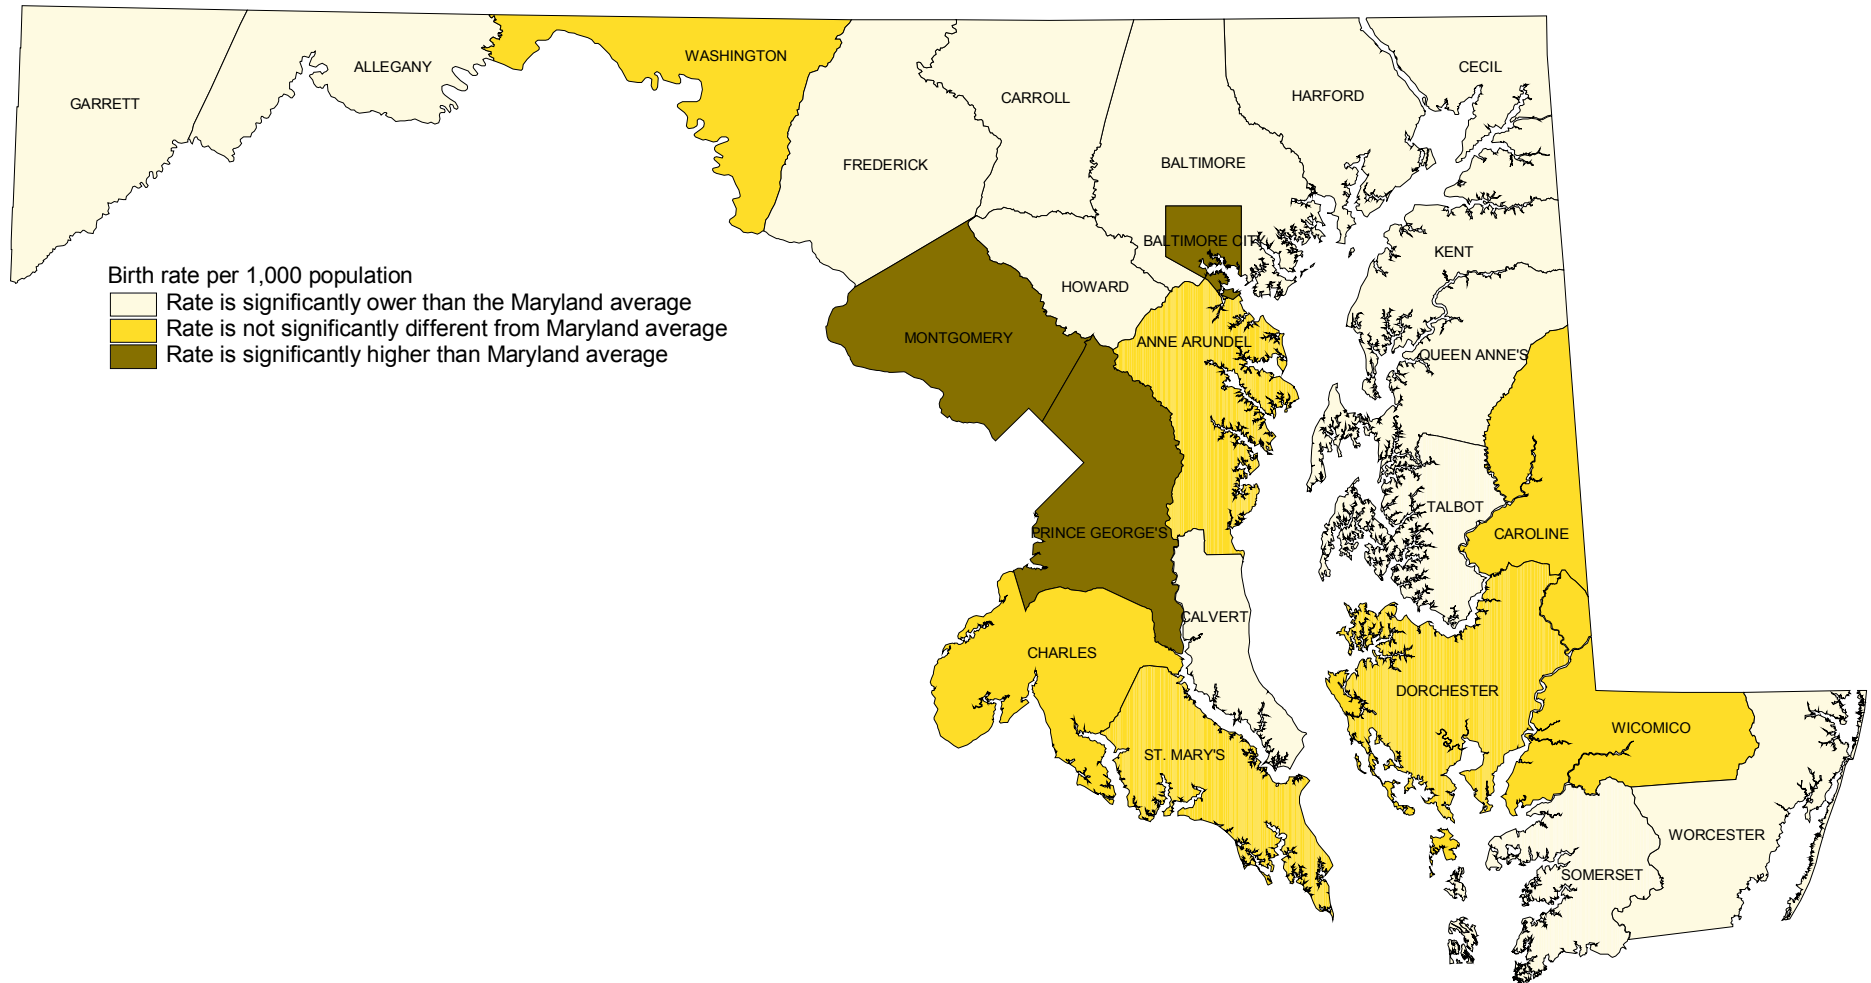 WASHINGTON
ALLEGANY
CECIL
GARRETT
CARROLL
HARFORD
FREDERICK
BALTIMORE
BALTIMORE CITY
KENT
Birth rate per 1,000 population
Rate is significantly ower than the Maryland average
Rate is not significantly different from Maryland average
Rate is significantly higher than Maryland average
HOWARD
MONTGOMERY
ANNE ARUNDEL
QUEEN ANNE'S
TALBOT
PRINCE GEORGE'S
CAROLINE
CALVERT
CHARLES
DORCHESTER
WICOMICO
ST. MARY'S
WORCESTER
SOMERSET